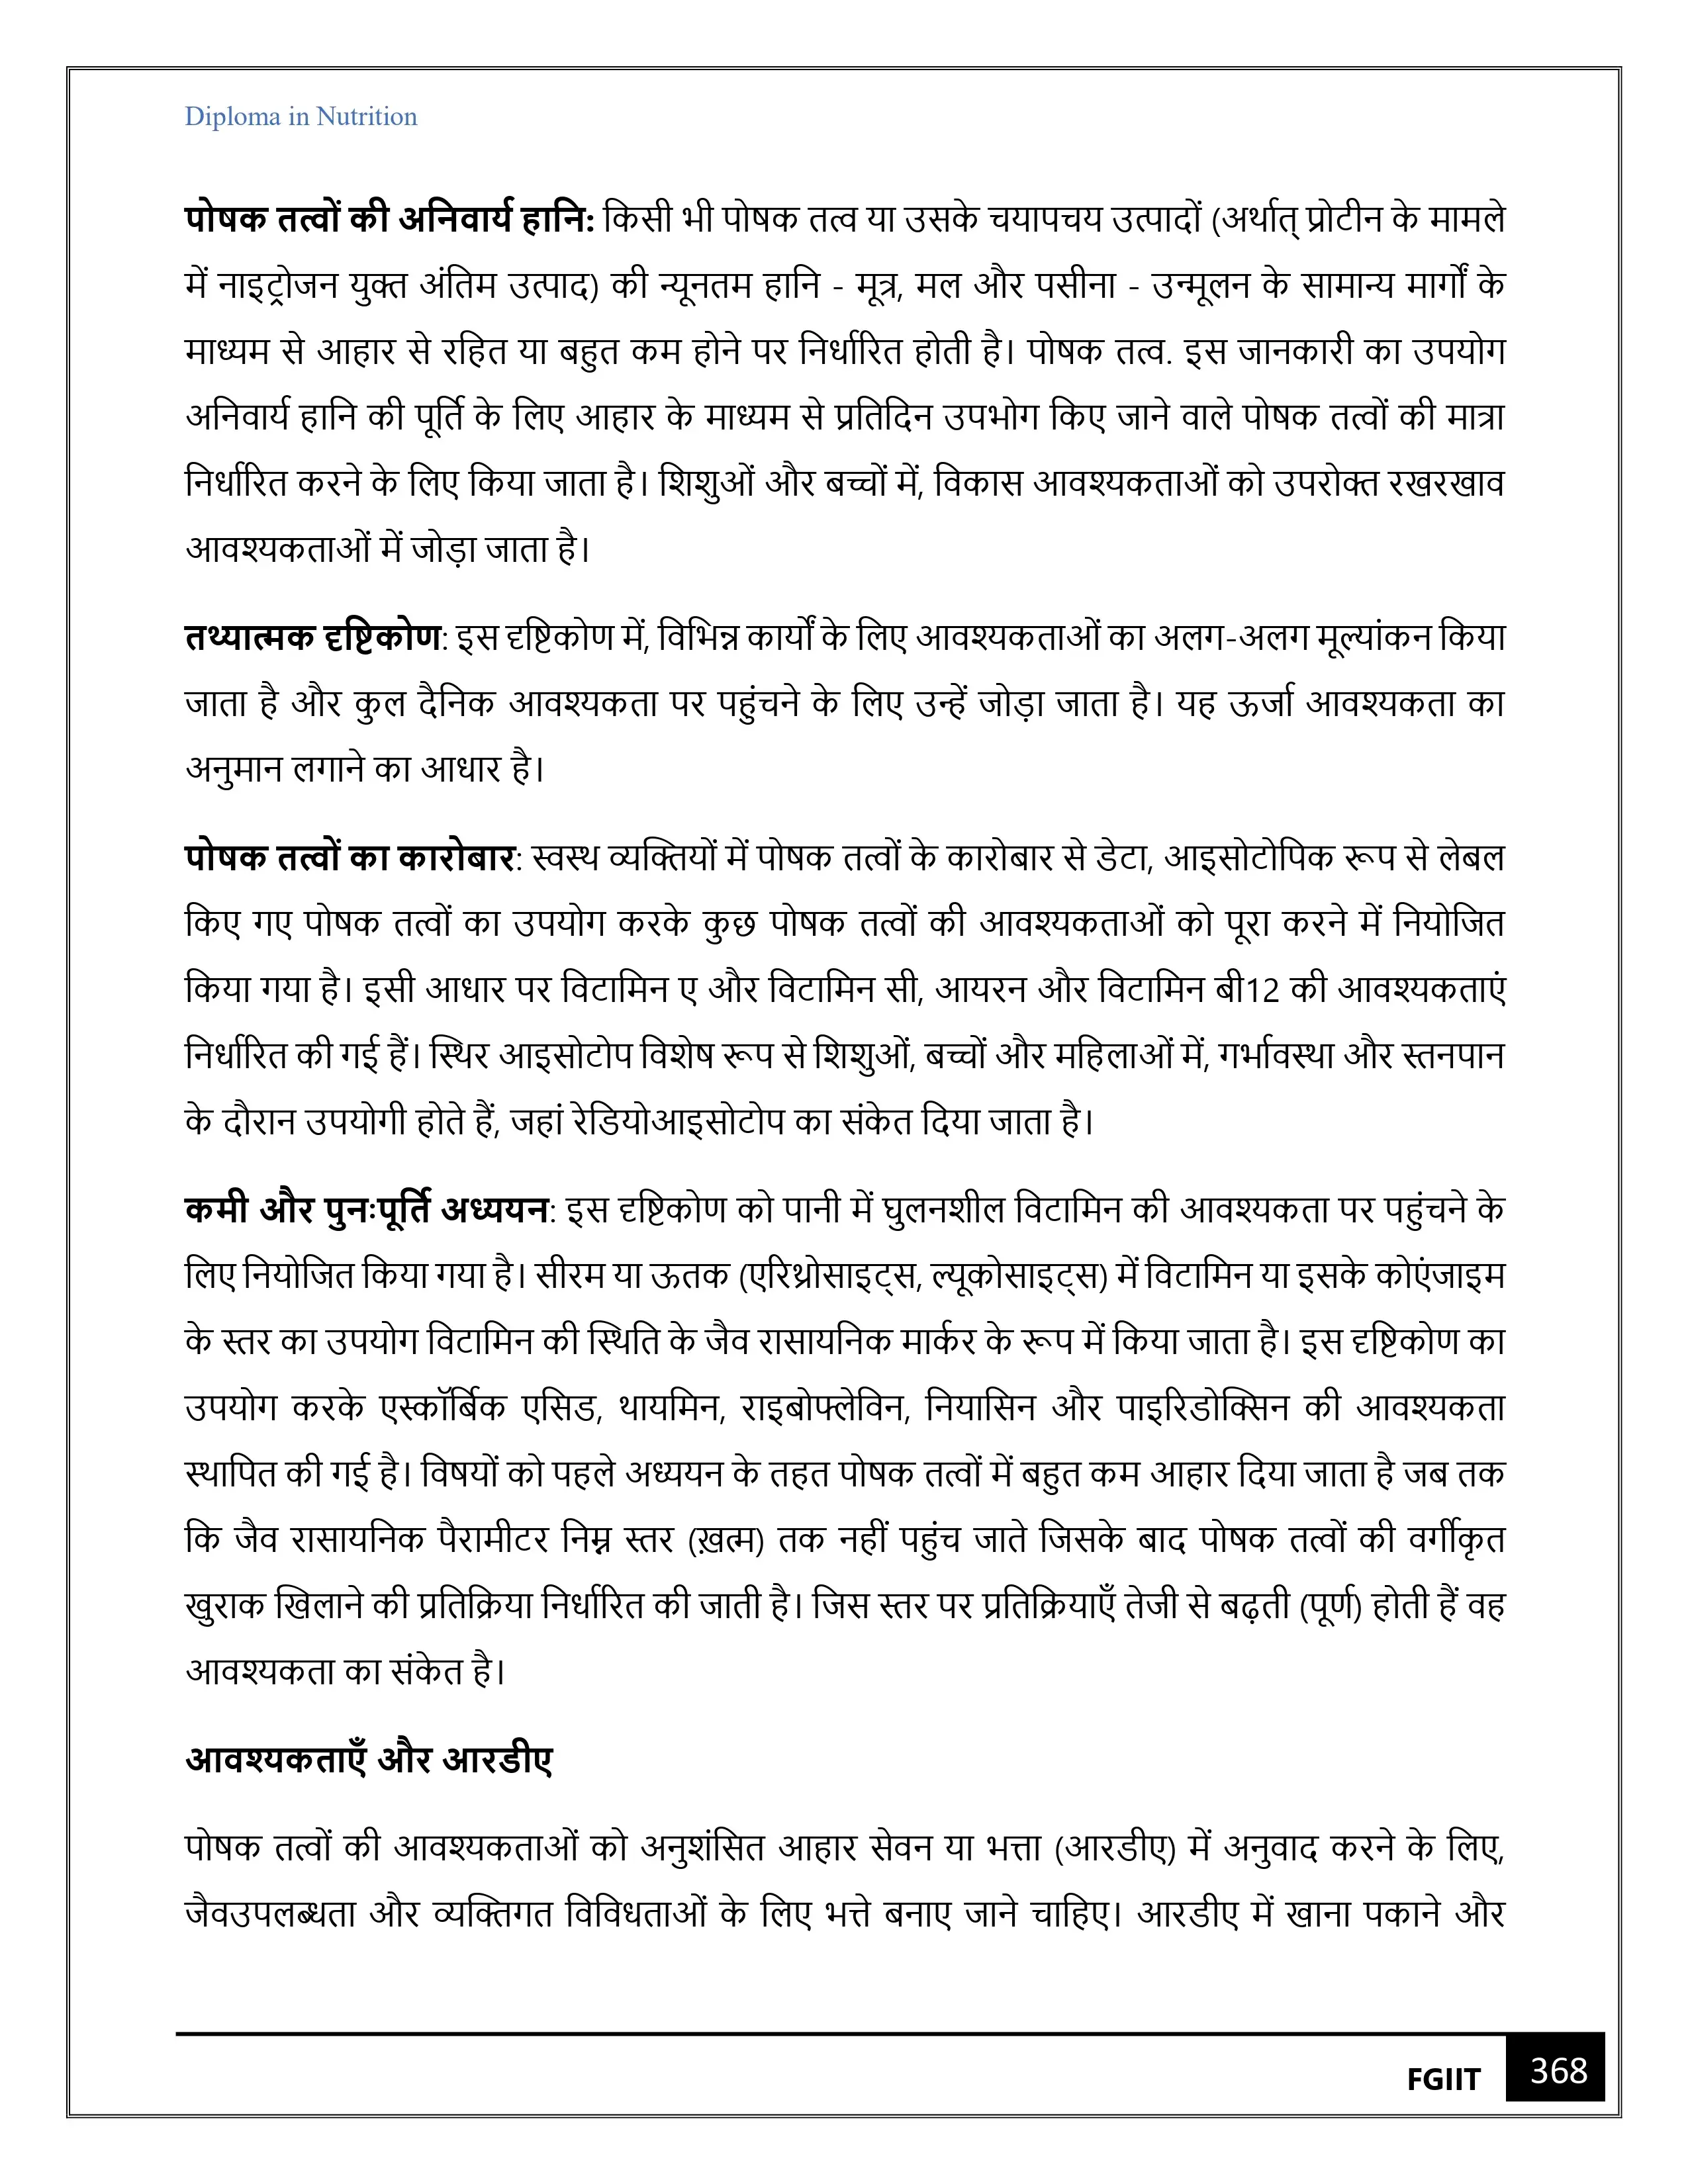 Diploma in Nutrition
पोषक तत्वों की अनिवार्य हानि: किसी भी पोषक तत्व या उसके चयापचय उत्पादों (अर्थात् प्रोटीन के मामले
में नाइट्रोजन युक्त अंतिम उत्पाद) की न्यूनतम हानि - मूत्र, मल और पसीना - उन्मूलन के सामान्य मार्गों के
माध्यम से आहार से रहित या बहुत कम होने पर निर्धारित होती है। पोषक तत्व. इस जानकारी का उपयोग
अनिवार्य हानि की पूर्ति के लिए आहार के माध्यम से प्रतिदिन उपभोग किए जाने वाले पोषक तत्वों की मात्रा
निर्धारित करने के लिए किया जाता है। शिशुओं और बच्चों में, विकास आवश्यकताओं को उपरोक्त रखरखाव
आवश्यकताओं में जोड़ा जाता है।
तथ्यात्मक दृष्टिकोण: इस दृष्टिकोण में, विभिन्न कार्यों के लिए आवश्यकताओं का अलग-अलग मूल्यांकन किया
जाता है और कुल दैनिक आवश्यकता पर पहुंचने के लिए उन्हें जोड़ा जाता है। यह ऊर्जा आवश्यकता का
अनुमान लगाने का आधार है।
पोषक तत्वों का कारोबार: स्वस्थ व्यक्तियों में पोषक तत्वों के कारोबार से डेटा, आइसोटोपिक रूप से लेबल
किए गए पोषक तत्वों का उपयोग करके कुछ पोषक तत्वों की आवश्यकताओं को पूरा करने में नियोजित
किया गया है। इसी आधार पर विटामिन ए और विटामिन सी, आयरन और विटामिन बी12 की आवश्यकताएं
निर्धारित की गई हैं। स्थिर आइसोटोप विशेष रूप से शिशुओं, बच्चों और महिलाओं में, गर्भावस्था और स्तनपान
के दौरान उपयोगी होते हैं, जहां रेडियोआइसोटोप का संकेत दिया जाता है।
कमी और पुनःपूर्ति अध्ययन: इस दृष्टिकोण को पानी में घुलनशील विटामिन की आवश्यकता पर पहुंचने के
लिए नियोजित किया गया है। सीरम या ऊतक (एरिथ्रोसाइट्स, ल्यूकोसाइट्स) में विटामिन या इसके कोएंजाइम
के स्तर का उपयोग विटामिन की स्थिति के जैव रासायनिक मार्कर के रूप में किया जाता है। इस दृष्टिकोण का
उपयोग करके एस्कॉर्बिक एसिड, थायमिन, राइबोफ्लेविन, नियासिन और पाइरिडोक्सिन की आवश्यकता
स्थापित की गई है। विषयों को पहले अध्ययन के तहत पोषक तत्वों में बहुत कम आहार दिया जाता है जब तक
कि जैव रासायनिक पैरामीटर निम्न स्तर (ख़त्म) तक नहीं पहुंच जाते जिसके बाद पोषक तत्वों की वर्गीकृत
खुराक खिलाने की प्रतिक्रिया निर्धारित की जाती है। जिस स्तर पर प्रतिक्रियाएँ तेजी से बढ़ती (पूर्ण) होती हैं वह
आवश्यकता का संकेत है।
आवश्यकताएँ और आरडीए
पोषक तत्वों की आवश्यकताओं को अनुशंसित आहार सेवन या भत्ता (आरडीए) में अनुवाद करने के लिए,
जैवउपलब्धता और व्यक्तिगत विविधताओं के लिए भत्ते बनाए जाने चाहिए। आरडीए में खाना पकाने और
FGIIT 368